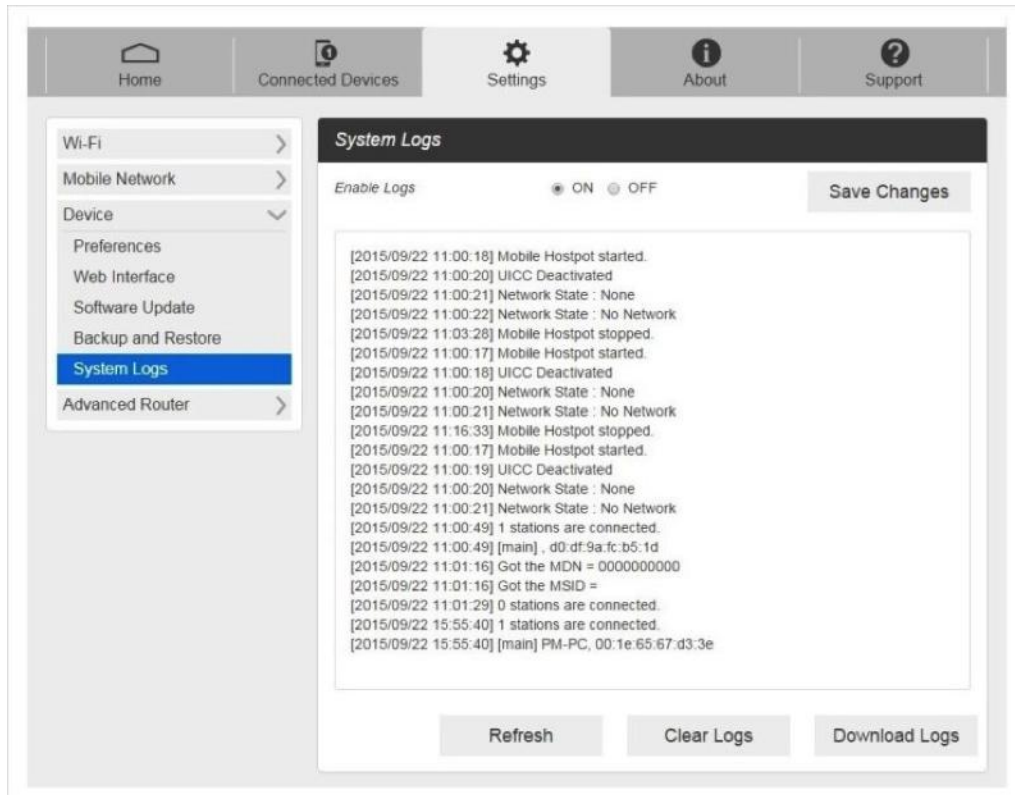 Home
Connected Devices
Settings
About
Support
Wi-Fi
Mobile Network
Device
Preferences
Web Interface
Software Update
Backup and Restore
System Logs
Advanced Router
System Logs
Enable Logs ON OFF
Save Changes
[2015/09/22 11:00:18] Mobile Hostpot started.
[2015/09/22 11:00:20] UICC Deactivated
[2015/09/22 11:00:21] Network State : None
[2015/09/22 11:00:22] Network State : No Network
[2015/09/22 11:03:28] Mobile Hostpot stopped.
[2015/09/22 11:00:17] Mobile Hostpot started.
[2015/09/22 11:00:18] UICC Deactivated
[2015/09/22 11:00:20] Network State : None
[2015/09/22 11:00:21] Network State : No Network
[2015/09/22 11:16:33] Mobile Hostpot stopped.
[2015/09/22 11:00:17] Mobile Hostpot started.
[2015/09/22 11:00:19] UICC Deactivated
[2015/09/22 11:00:20] Network State : None
[2015/09/22 11:00:21] Network State : No Network
[2015/09/22 11:00:49] 1 stations are connected.
[2015/09/22 11:00:49] [main] , d0:df:9a:fc:b5:1d
[2015/09/22 11:01:16] Got the MDN = 0000000000
[2015/09/22 11:01:16] Got the MSID =
[2015/09/22 11:01:29] 0 stations are connected.
[2015/09/22 15:55:40] 1 stations are connected.
[2015/09/22 15:55:40] [main] PM-PC, 00:1e:65:67:d3:3e
Refresh
Clear Logs
Download Logs